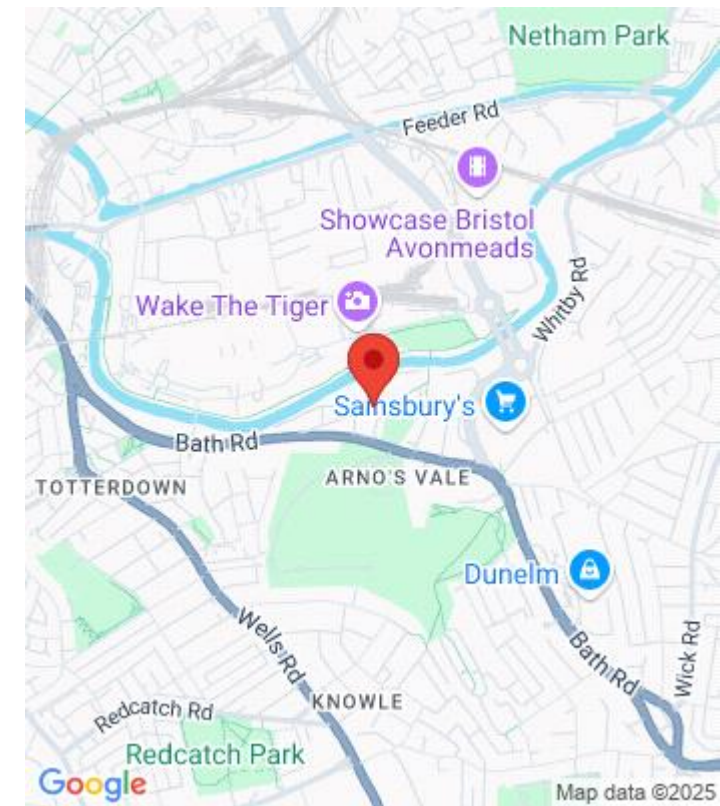 Netham Park
Feeder Rd
Showcase Bristol
Avonmeads
Whitby Rd
Wake The Tiger
Sainsbury's
Bath Rd
ARNO'S VALE
TOTTERDOWN
Dunelm
Wells Rd
Bath Rd
Wick Rd
KNOWLE
Redcatch Rd
Redcatch Park
Google
Map data ©2025